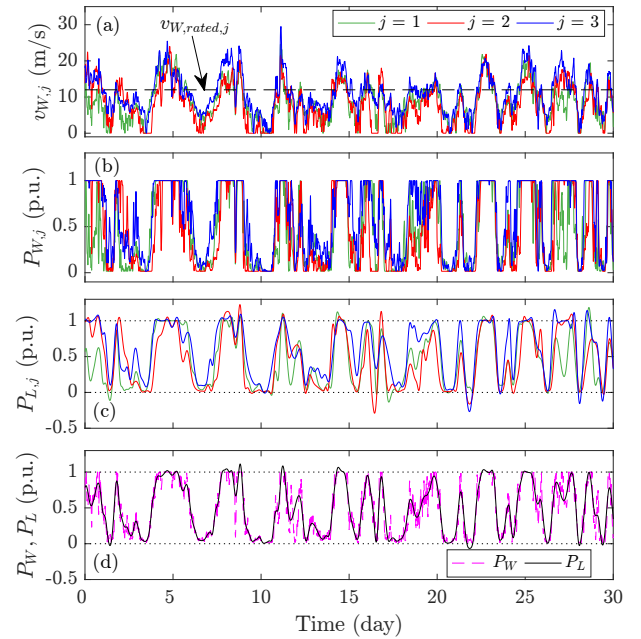 (a)
v_{W,rated,j}
j = 1 j = 2 j = 3
30
20
10
0
v_{W,j} (m/s)
(b)
1
0.5
0
P_{W,j} (p.u.)
1
0.5
0
-0.5
P_{L,j} (p.u.)
(c)
1
0.5
0
-0.5
P_W, P_L (p.u.)
(d)
P_W P_L
0 5 10 15 20 25 30
Time (day)